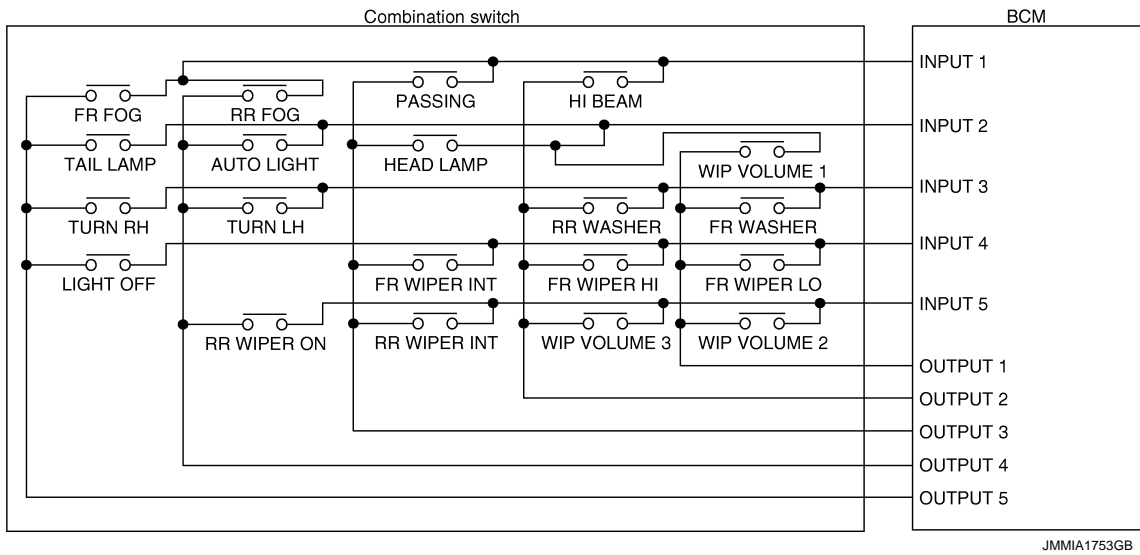 Combination switch
BCM
INPUT 1
FR FOG
RR FOG
PASSING
HI BEAM
INPUT 2
TAIL LAMP
AUTO LIGHT
HEAD LAMP
WIP VOLUME 1
INPUT 3
TURN RH
TURN LH
RR WASHER
FR WASHER
INPUT 4
LIGHT OFF
FR WIPER INT
FR WIPER HI
FR WIPER LO
INPUT 5
RR WIPER ON
RR WIPER INT
WIP VOLUME 3
WIP VOLUME 2
OUTPUT 1
OUTPUT 2
OUTPUT 3
OUTPUT 4
OUTPUT 5
JMMIA1753GB